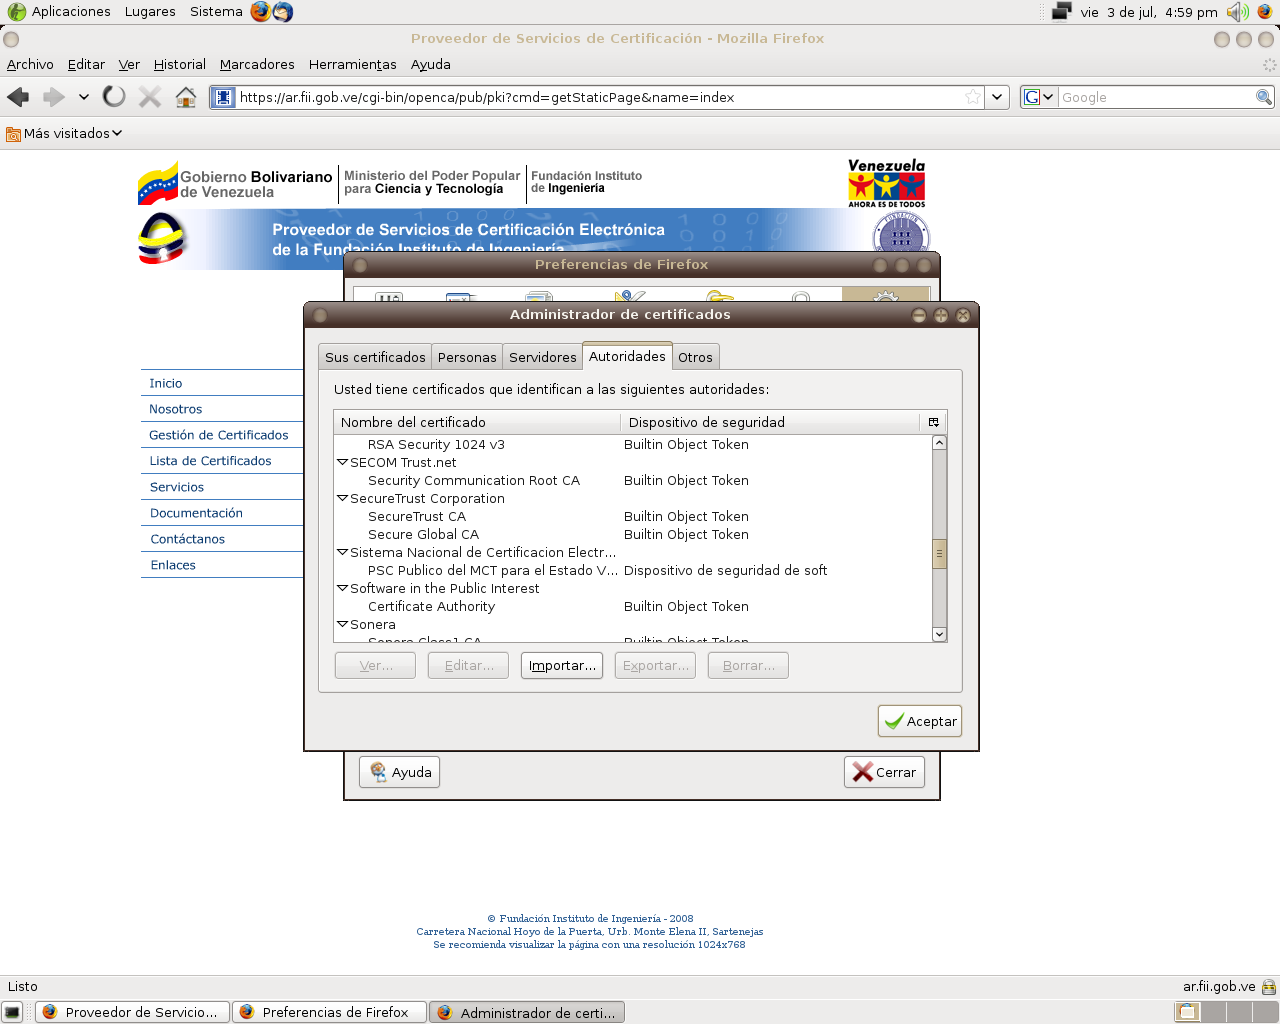 Aplicaciones Lugares Sistema vie 3 de jul, 4:59 pm
Proveedor de Servicios de Certificación - Mozilla Firefox
Archivo Editar Ver Historial Marcadores Herramientas Ayuda
https://ar.fii.gob.ve/cgi-bin/openca/pub/pki?cmd=getStaticPage&name=index
G Google
Más visitados
Gobierno Bolivariano
de Venezuela
Ministerio del Poder Popular
para Ciencia y Tecnología
Fundación Instituto
de Ingeniería
Venezuela
AHORA ES DE TODOS
Proveedor de Servicios de Certificación Electrónica
de la Fundación Instituto de Ingeniería
FUNDACIÓN
Preferencias de Firefox
Administrador de certificados
Sus certificados Personas Servidores Autoridades Otros
Usted tiene certificados que identifican a las siguientes autoridades:
Nombre del certificado Dispositivo de seguridad
RSA Security 1024 v3 Builtin Object Token
SECOM Trust.net
Security Communication Root CA Builtin Object Token
SecureTrust Corporation
SecureTrust CA Builtin Object Token
Secure Global CA Builtin Object Token
Sistema Nacional de Certificacion Electr...
PSC Publico del MCT para el Estado V... Dispositivo de seguridad de soft
Software in the Public Interest
Certificate Authority Builtin Object Token
Sonera
Sonera Class1 CA Builtin Object Token
Ver... Editar... Importar... Exportar... Borrar...
Aceptar
Ayuda Cerrar
Inicio
Nosotros
Gestión de Certificados
Lista de Certificados
Servicios
Documentación
Contáctanos
Enlaces
© Fundación Instituto de Ingeniería - 2008
Carretera Nacional Hoyo de la Puerta, Urb. Monte Elena II, Sartenejas
Se recomienda visualizar la página con una resolución 1024x768
Listo ar.fii.gob.ve
Proveedor de Servicio... Preferencias de Firefox Administrador de certi...